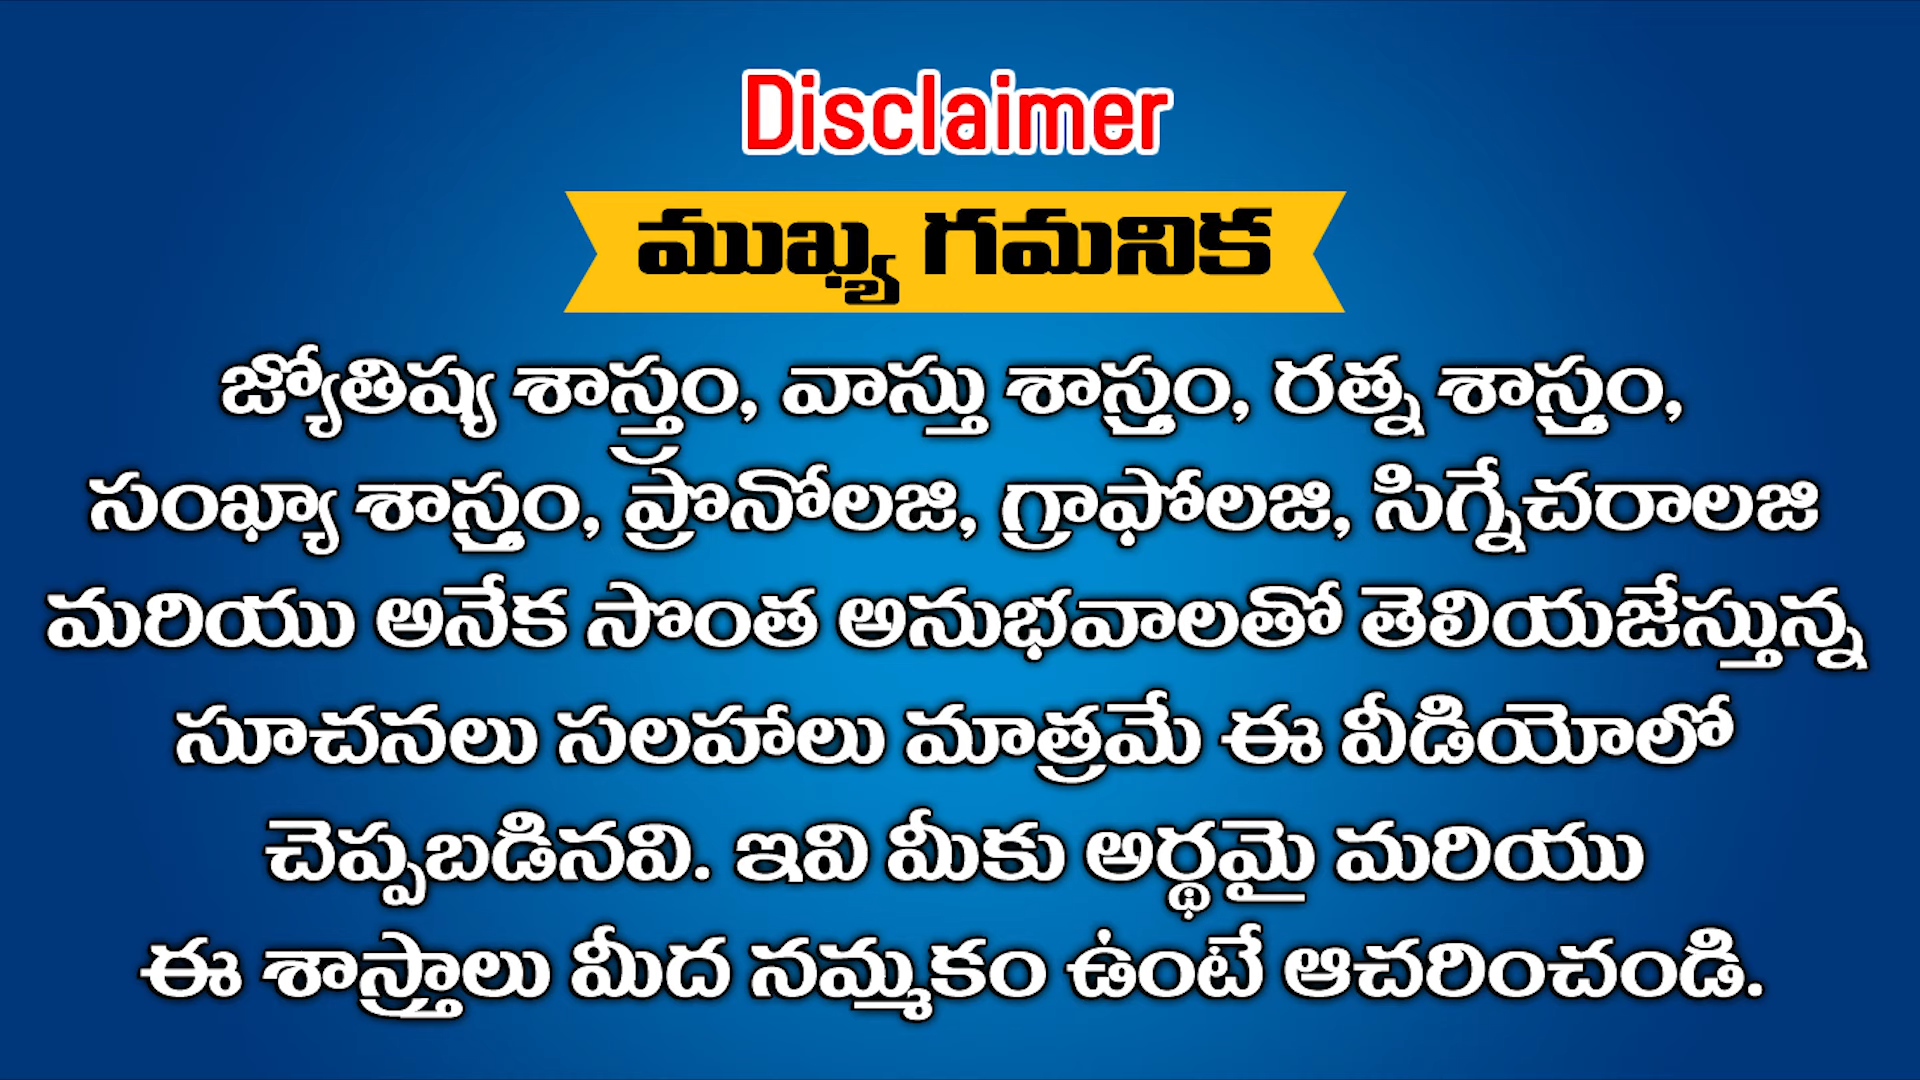 Disclaimer
ముఖ్య గమనిక
జ్యోతిష్య శాస్త్రం, వాస్తు శాస్త్రం, రత్న శాస్త్రం,
సంఖ్యా శాస్త్రం, ప్రొనోలజి, గ్రాఫోలజి, సిగ్నేచరాలజి
మరియు అనేక సొంత అనుభవాలతో తెలియజేస్తున్న
సూచనలు సలహాలు మాత్రమే ఈ వీడియోలో
చెప్పబడినవి. ఇవి మీకు అర్థమై మరియు
ఈ శాస్త్రాలు మీద నమ్మకం ఉంటే ఆచరించండి.